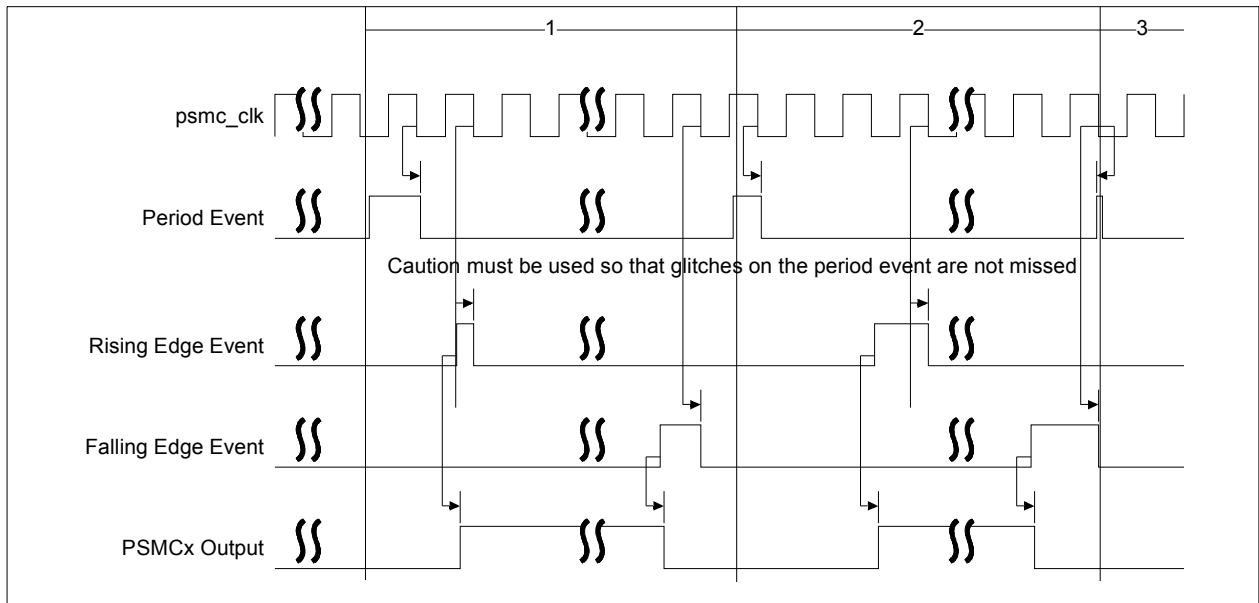 1 2 3
psmc_clk
Period Event
Caution must be used so that glitches on the period event are not missed
Rising Edge Event
Falling Edge Event
PSMCx Output